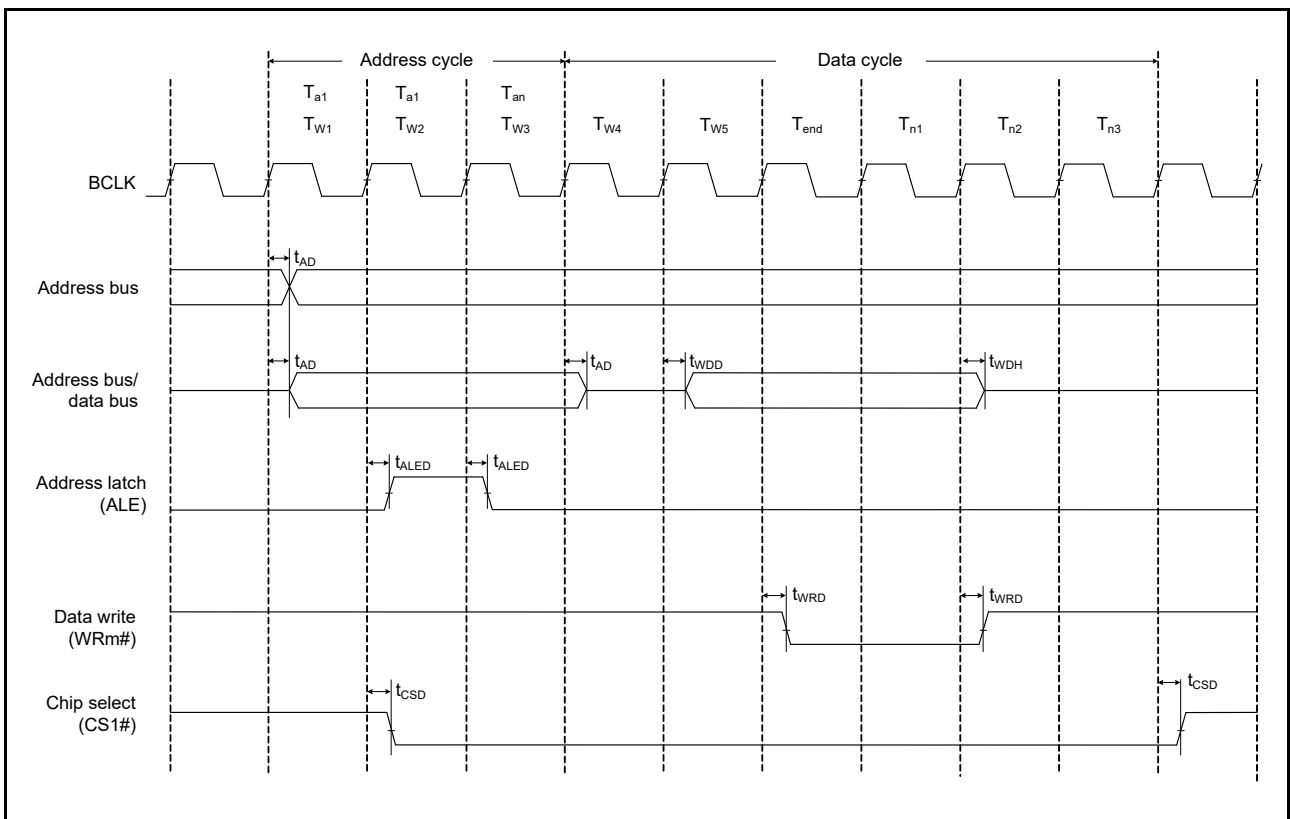 Address cycle Data cycle
Ta1 Ta1 Tan
TW1 TW2 TW3 TW4 TW5 Tend Tn1 Tn2 Tn3
BCLK
tAD
Address bus
tAD tAD tWDD tWDH
Address bus/
data bus
tALED tALED
Address latch
(ALE)
tWRD tWRD
Data write
(WRm#)
tCSD tCSD
Chip select
(CS1#)